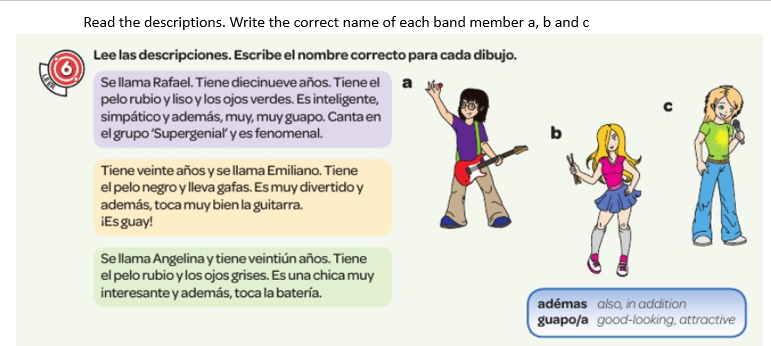 Read the descriptions. Write the correct name of each band member a, b and c
6
LEER
Lee las descripciones. Escribe el nombre correcto para cada dibujo.
Se llama Rafael. Tiene diecinueve años. Tiene el
pelo rubio y liso y los ojos verdes. Es inteligente,
simpático y además, muy, muy guapo. Canta en
el grupo ‘Supergenial’ y es fenomenal.
Tiene veinte años y se llama Emiliano. Tiene
el pelo negro y lleva gafas. Es muy divertido y
además, toca muy bien la guitarra.
¡Es guay!
Se llama Angelina y tiene veintiún años. Tiene
el pelo rubio y los ojos grises. Es una chica muy
interesante y además, toca la batería.
a
b
c
adémas also, in addition
guapo/a good-looking, attractive